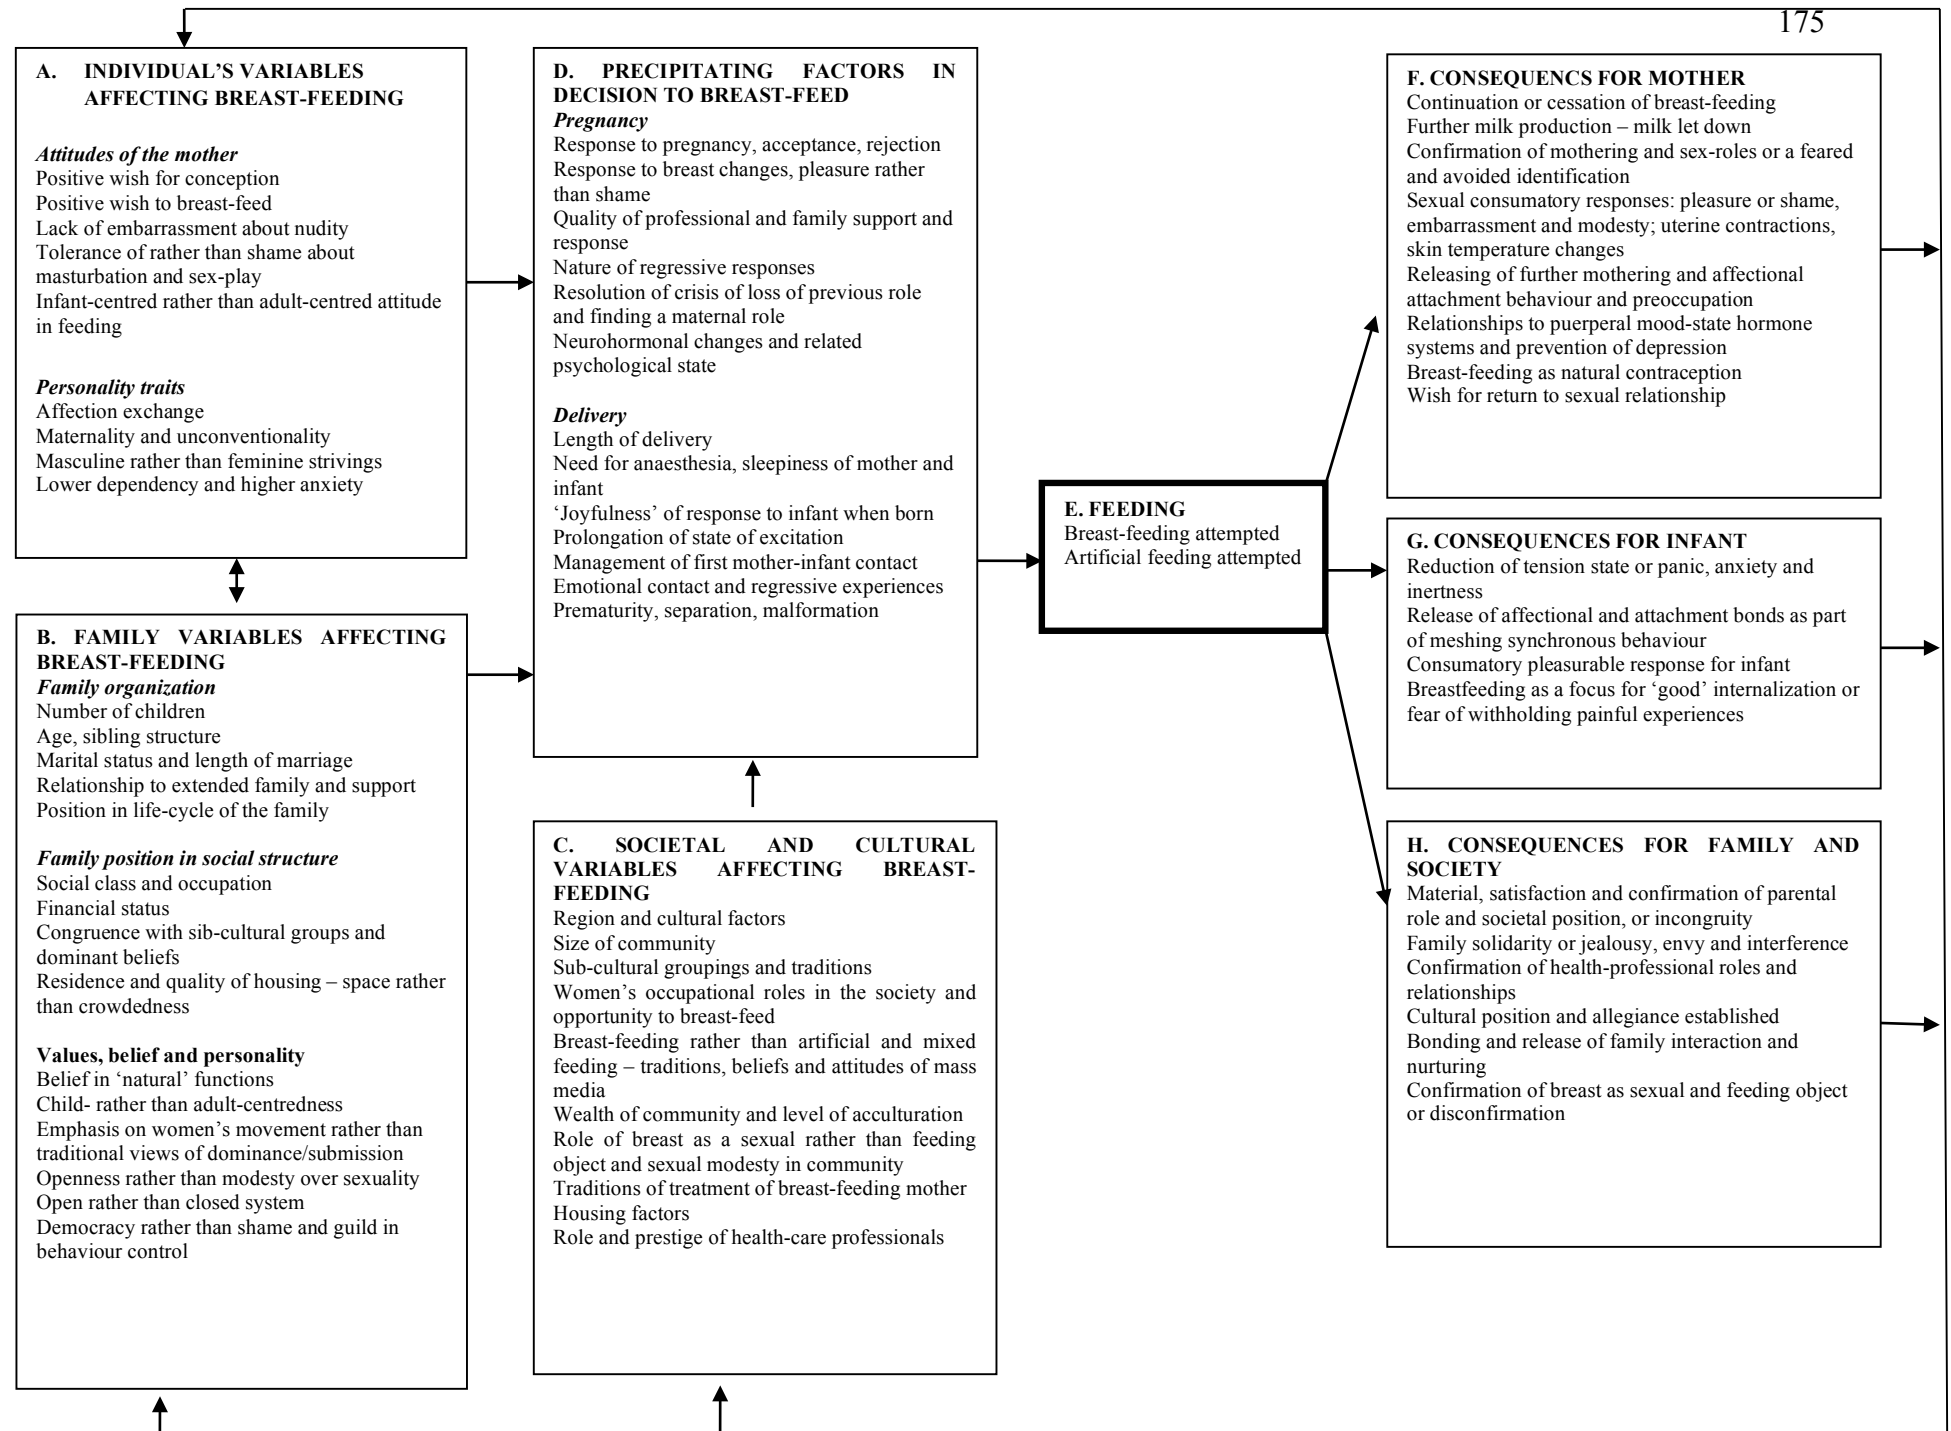 175
A. INDIVIDUAL'S VARIABLES
AFFECTING BREAST-FEEDING
Attitudes of the mother
Positive wish for conception
Positive wish to breast-feed
Lack of embarrassment about nudity
Tolerance of rather than shame about
masturbation and sex-play
Infant-centred rather than adult-centred attitude
in feeding
Personality traits
Affection exchange
Maternality and unconventionality
Masculine rather than feminine strivings
Lower dependency and higher anxiety
B. FAMILY VARIABLES AFFECTING
BREAST-FEEDING
Family organization
Number of children
Age, sibling structure
Marital status and length of marriage
Relationship to extended family and support
Position in life-cycle of the family
Family position in social structure
Social class and occupation
Financial status
Congruence with sib-cultural groups and
dominant beliefs
Residence and quality of housing – space rather
than crowdedness
Values, belief and personality
Belief in ‘natural’ functions
Child- rather than adult-centredness
Emphasis on women’s movement rather than
traditional views of dominance/submission
Openness rather than modesty over sexuality
Open rather than closed system
Democracy rather than shame and guild in
behaviour control
D. PRECIPITATING FACTORS IN
DECISION TO BREAST-FEED
Pregnancy
Response to pregnancy, acceptance, rejection
Response to breast changes, pleasure rather
than shame
Quality of professional and family support and
response
Nature of regressive responses
Resolution of crisis of loss of previous role
and finding a maternal role
Neurohormonal changes and related
psychological state
Delivery
Length of delivery
Need for anaesthesia, sleepiness of mother and
infant
‘Joyfulness’ of response to infant when born
Prolongation of state of excitation
Management of first mother-infant contact
Emotional contact and regressive experiences
Prematurity, separation, malformation
C. SOCIETAL AND CULTURAL
VARIABLES AFFECTING BREAST-
FEEDING
Region and cultural factors
Size of community
Sub-cultural groupings and traditions
Women’s occupational roles in the society and
opportunity to breast-feed
Breast-feeding rather than artificial and mixed
feeding – traditions, beliefs and attitudes of mass
media
Wealth of community and level of acculturation
Role of breast as a sexual rather than feeding
object and sexual modesty in community
Traditions of treatment of breast-feeding mother
Housing factors
Role and prestige of health-care professionals
E. FEEDING
Breast-feeding attempted
Artificial feeding attempted
F. CONSEQUENCS FOR MOTHER
Continuation or cessation of breast-feeding
Further milk production – milk let down
Confirmation of mothering and sex-roles or a feared
and avoided identification
Sexual consumatory responses: pleasure or shame,
embarrassment and modesty; uterine contractions,
skin temperature changes
Releasing of further mothering and affectional
attachment behaviour and preoccupation
Relationships to puerperal mood-state hormone
systems and prevention of depression
Breast-feeding as natural contraception
Wish for return to sexual relationship
G. CONSEQUENCES FOR INFANT
Reduction of tension state or panic, anxiety and
inertness
Release of affectional and attachment bonds as part
of meshing synchronous behaviour
Consumatory pleasurable response for infant
Breastfeeding as a focus for ‘good’ internalization or
fear of withholding painful experiences
H. CONSEQUENCES FOR FAMILY AND
SOCIETY
Material, satisfaction and confirmation of parental
role and societal position, or incongruity
Family solidarity or jealousy, envy and interference
Confirmation of health-professional roles and
relationships
Cultural position and allegiance established
Bonding and release of family interaction and
nurturing
Confirmation of breast as sexual and feeding object
or disconfirmation